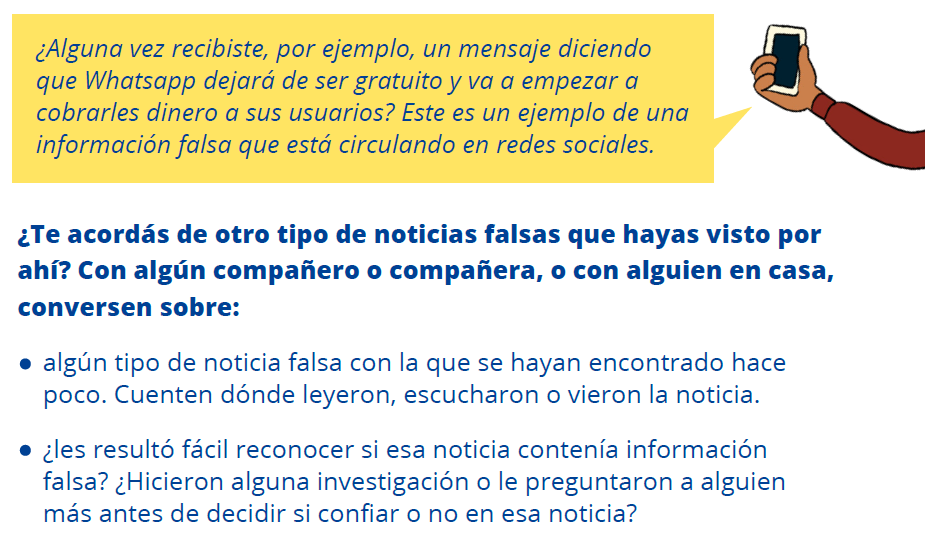 ¿Alguna vez recibiste, por ejemplo, un mensaje diciendo
que Whatsapp dejará de ser gratuito y va a empezar a
cobrarles dinero a sus usuarios? Este es un ejemplo de una
información falsa que está circulando en redes sociales.
¿Te acordás de otro tipo de noticias falsas que hayas visto por
ahí? Con algún compañero o compañera, o con alguien en casa,
conversen sobre:
● algún tipo de noticia falsa con la que se hayan encontrado hace
poco. Cuenten dónde leyeron, escucharon o vieron la noticia.
● ¿les resultó fácil reconocer si esa noticia contenía información
falsa? ¿Hicieron alguna investigación o le preguntaron a alguien
más antes de decidir si confiar o no en esa noticia?